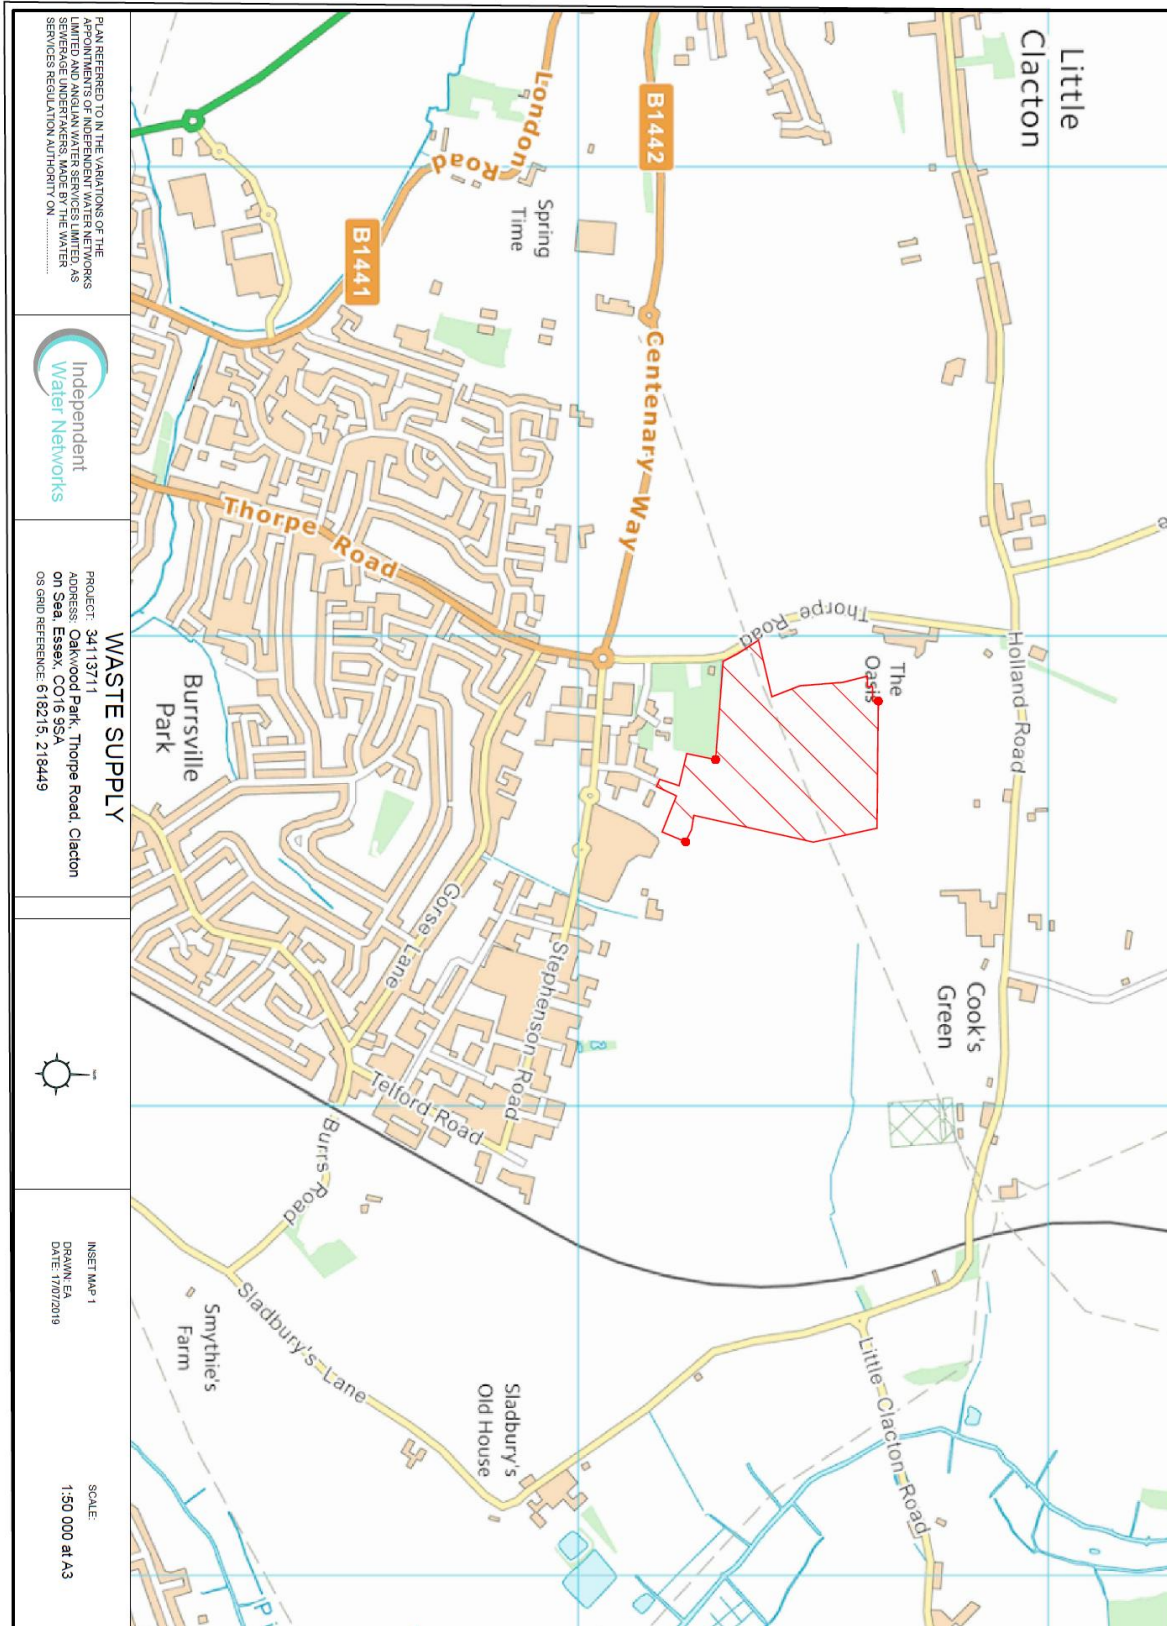 Little
Clacton
London Road
B1442
Spring
Time
B1441
Centenary Way
Thorpe Road
Thorpe Road
The
Oasis
Holland Road
Burrsville
Park
Gorse Lane
Stephenson Road
Cook's
Green
Telford Road
Burrs Road
Sladbury's Lane
Smythie's
Farm
Sladbury's
Old House
Little Clacton Road
Pi
PLAN REFERRED TO IN THE VARIATIONS OF THE
APPOINTMENTS OF INDEPENDENT WATER NETWORKS
LIMITED AND ANGLIAN WATER SERVICES LIMITED, AS
SEWERAGE UNDERTAKERS, MADE BY THE WATER
SERVICES REGULATION AUTHORITY ON ................
Independent
Water Networks
WASTE SUPPLY
PROJECT: 34113711
ADDRESS: Oakwood Park, Thorpe Road, Clacton
on Sea, Essex, CO16 9SA
OS GRID REFERENCE: 618215, 218449
INSET MAP 1
DRAWN: EA
DATE: 17/07/2019
SCALE:
1:50 000 at A3